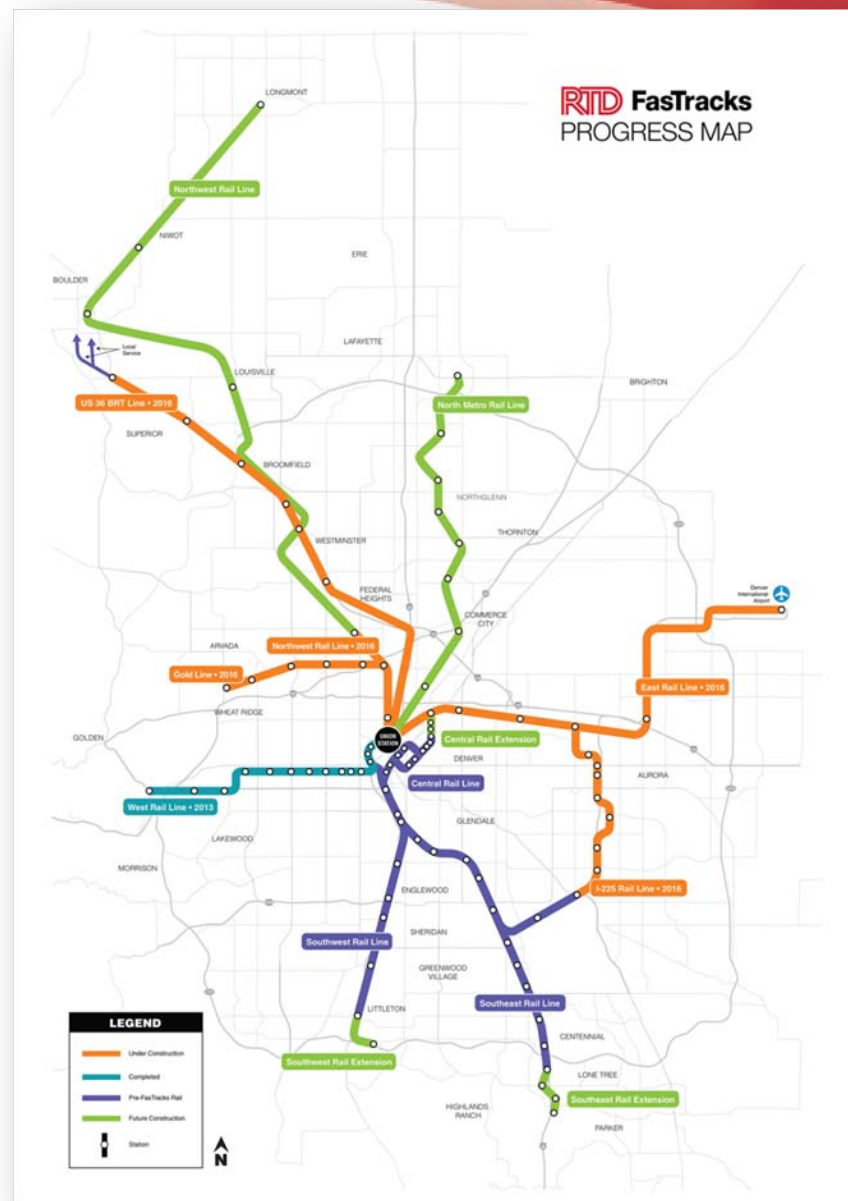 RTD FasTracks
PROGRESS MAP
LONGMONT
Northwest Rail Line
NIWOT
ERIE
BOULDER
Local
Service
LAFAYETTE
LOUISVILLE
BRIGHTON
US 36 BRT Line • 2016
North Metro Rail Line
SUPERIOR
BROOMFIELD
NORTHGLENN
THORNTON
WESTMINSTER
FEDERAL
HEIGHTS
Denver
International
Airport
COMMERCE
CITY
ARVADA
Northwest Rail Line • 2016
Gold Line • 2016
East Rail Line • 2016
WHEAT RIDGE
GOLDEN
UNION
STATION
Central Rail Extension
DENVER
AURORA
Central Rail Line
West Rail Line • 2013
GLENDALE
LAKEWOOD
MORRISON
ENGLEWOOD
I-225 Rail Line • 2016
SHERIDAN
Southwest Rail Line
GREENWOOD
VILLAGE
Southeast Rail Line
LITTLETON
CENTENNIAL
Southwest Rail Extension
LONE TREE
Southeast Rail Extension
HIGHLANDS
RANCH
PARKER
LEGEND
Under Construction
Completed
Pre-FasTracks Rail
Future Construction
Station
N